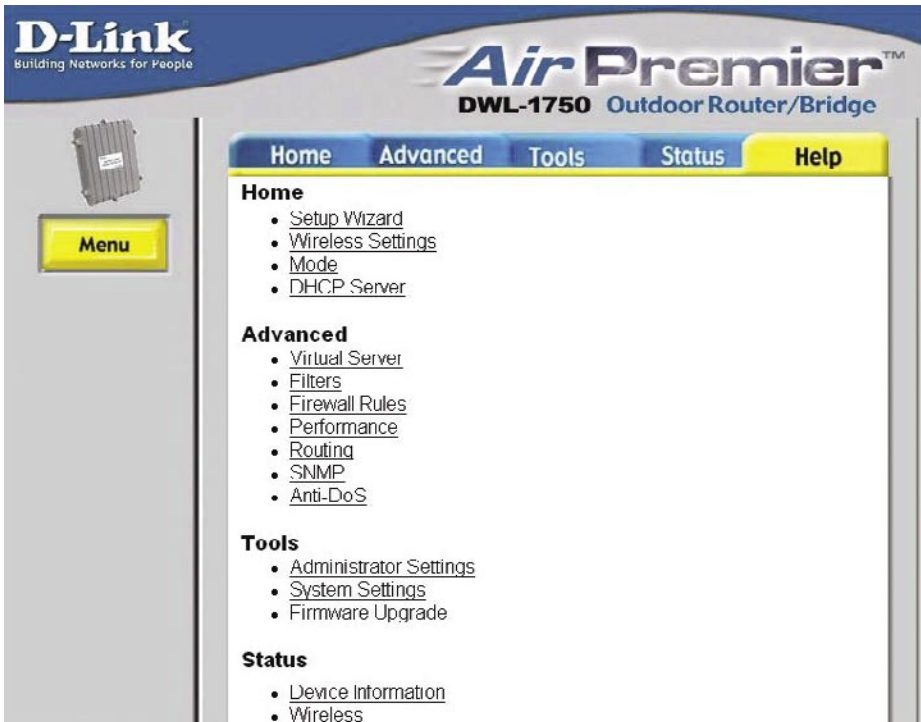 D-Link
Building Networks for People
Air Premier™
DWL-1750 Outdoor Router/Bridge
Home Advanced Tools Status Help
Menu
Home
• Setup Wizard
• Wireless Settings
• Mode
• DHCP Server
Advanced
• Virtual Server
• Filters
• Firewall Rules
• Performance
• Routing
• SNMP
• Anti-DoS
Tools
• Administrator Settings
• System Settings
• Firmware Upgrade
Status
• Device Information
• Wireless